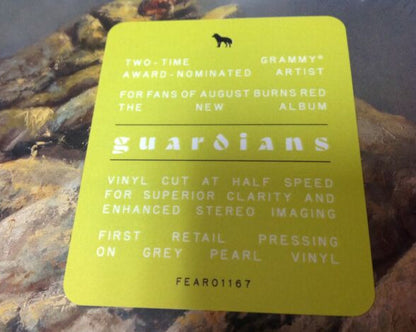 TWO-TIME GRAMMY®
AWARD-NOMINATED ARTIST
FOR FANS OF AUGUST BURNS RED
THE NEW ALBUM
guardians
VINYL CUT AT HALF SPEED
FOR SUPERIOR CLARITY AND
ENHANCED STEREO IMAGING
FIRST RETAIL PRESSING
ON GREY PEARL VINYL
FEAR01167